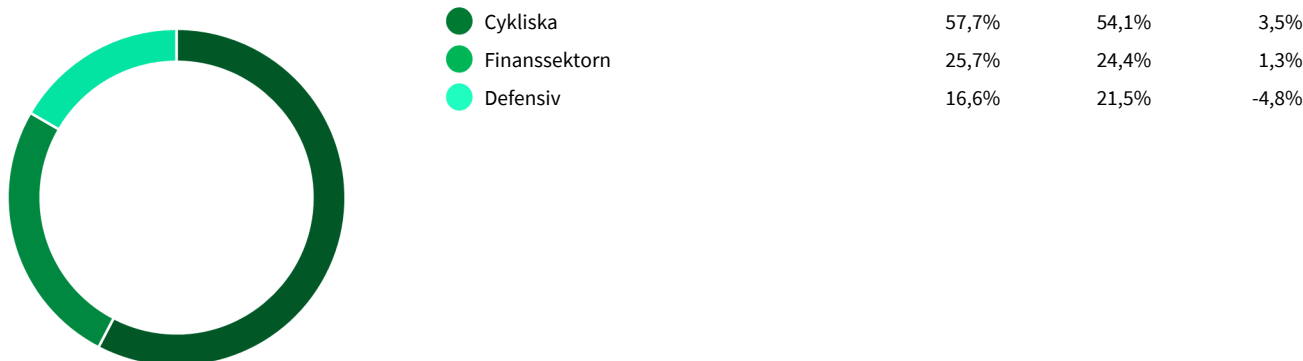 Cykliska 57,7% 54,1% 3,5%
Finanssektorn 25,7% 24,4% 1,3%
Defensiv 16,6% 21,5% -4,8%